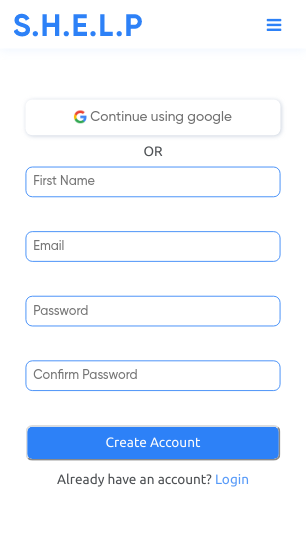 S.H.E.L.P
Continue using google
OR
First Name
Email
Password
Confirm Password
Create Account
Already have an account? Login